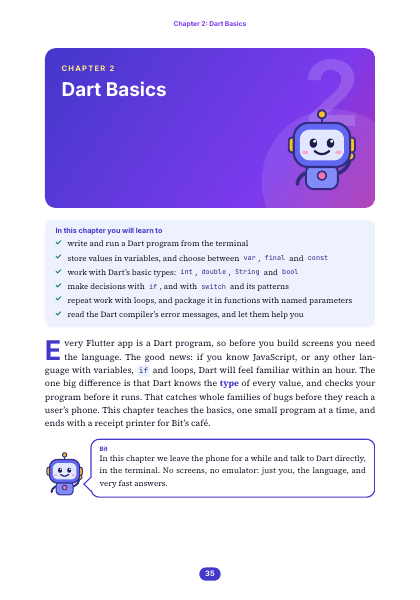 Chapter 2: Dart Basics
CHAPTER 2
2
Dart Basics
In this chapter you will learn to
write and run a Dart program from the terminal
store values in variables, and choose between var, final and const
work with Dart's basic types: int, double, String and bool
make decisions with if, and with switch and its patterns
repeat work with loops, and package it in functions with named parameters
read the Dart compiler's error messages, and let them help you
Every Flutter app is a Dart program, so before you build screens you need
the language. The good news: if you know JavaScript, or any other lan-
guage with variables, if and loops, Dart will feel familiar within an hour. The
one big difference is that Dart knows the type of every value, and checks your
program before it runs. That catches whole families of bugs before they reach a
user's phone. This chapter teaches the basics, one small program at a time, and
ends with a receipt printer for Bit's café.
Bit
In this chapter we leave the phone for a while and talk to Dart directly,
in the terminal. No screens, no emulator: just you, the language, and
very fast answers.
35